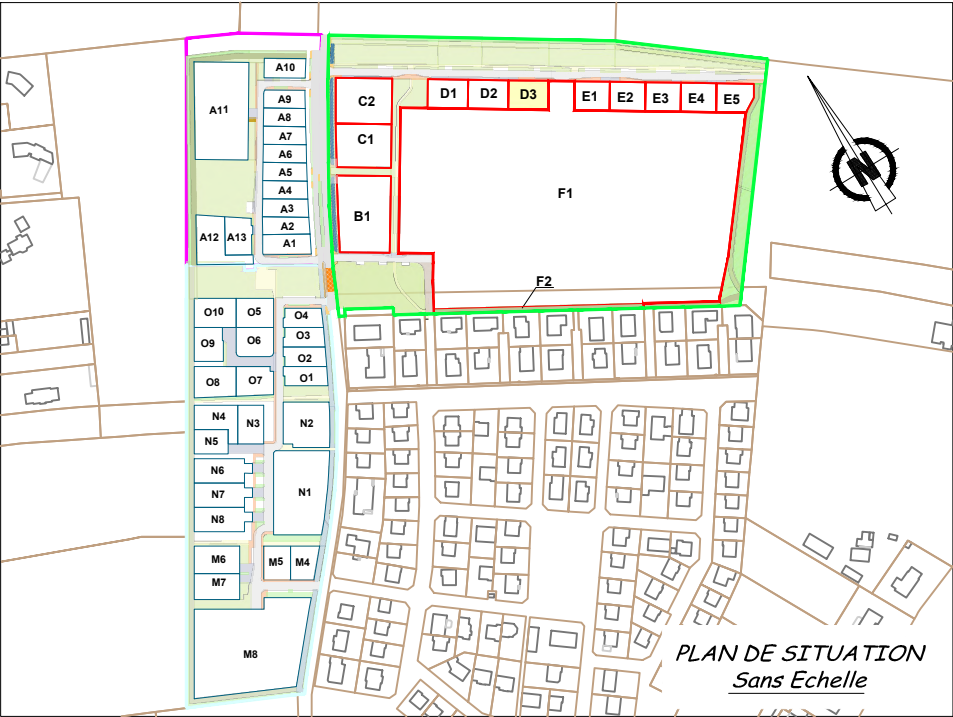 A10
A11
A9
A8
A7
A6
A5
A4
A3
A2
A1
A12 A13
C2
C1
B1
D1 D2 D3
E1 E2 E3 E4 E5
F1
F2
N
O10 O5
O9 O6
O8 O7
O4
O3
O2
O1
N4 N3 N2
N5
N6
N7
N8
N1
M6
M7
M5 M4
M8
PLAN DE SITUATION
Sans Echelle